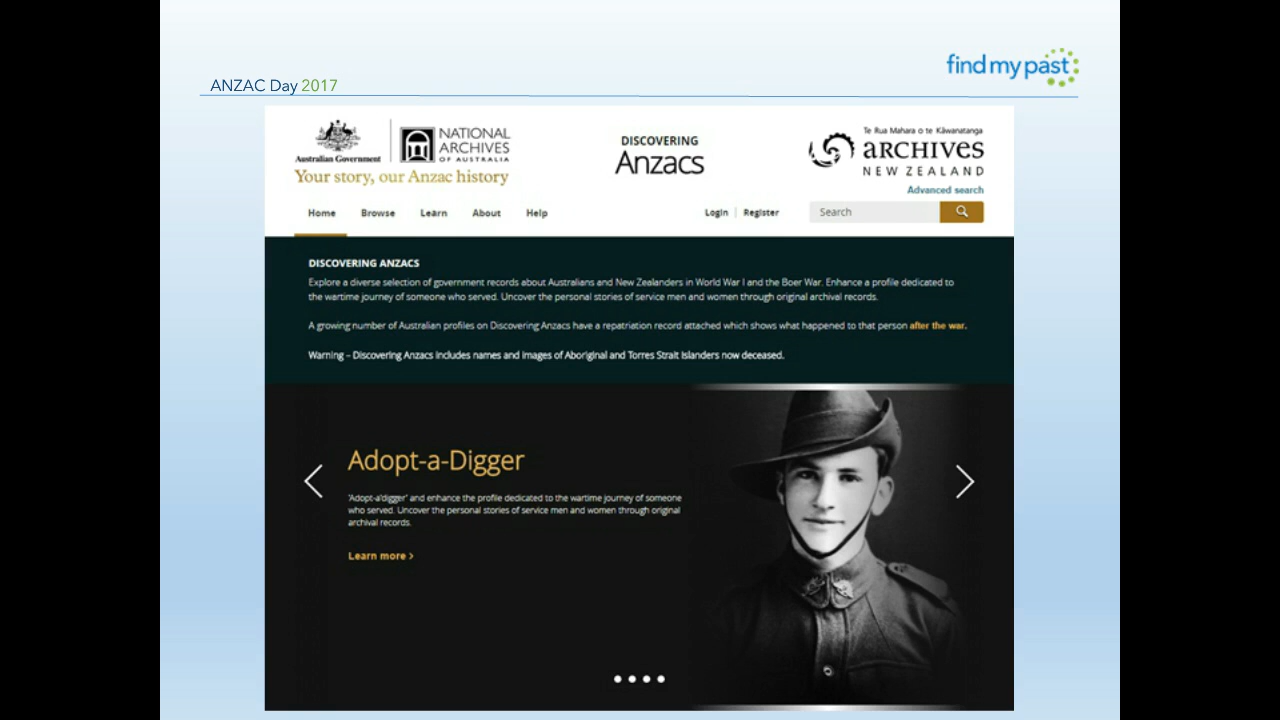 ANZAC Day 2017
findmypast
Australian Government
NATIONAL
ARCHIVES
OF AUSTRALIA
Your story, our Anzac history
DISCOVERING
Anzacs
Te Rua Mahara o te Kāwanatanga
ARCHIVES
NEW ZEALAND
Advanced search
Home Browse Learn About Help Login Register Search
DISCOVERING ANZACS
Explore a diverse selection of government records about Australians and New Zealanders in World War I and the Boer War. Enhance a profile dedicated to
the wartime journey of someone who served. Uncover the personal stories of service men and women through original archival records.
A growing number of Australian profiles on Discovering Anzacs have a repatriation record attached which shows what happened to that person after the war.
Warning – Discovering Anzacs includes names and images of Aboriginal and Torres Strait Islanders now deceased.
Adopt-a-Digger
'Adopt-a'digger' and enhance the profile dedicated to the wartime journey of someone
who served. Uncover the personal stories of service men and women through original
archival records.
Learn more >